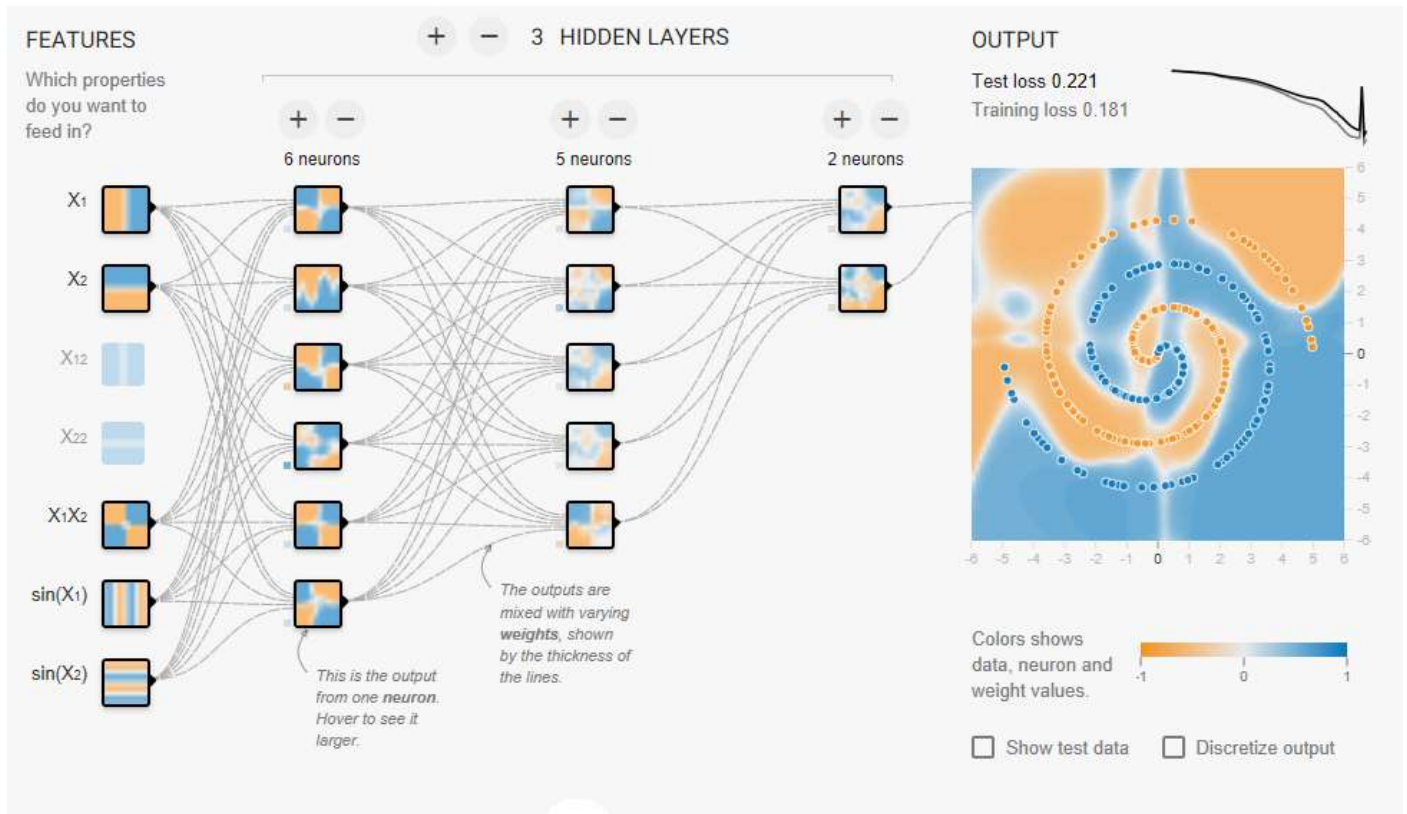 FEATURES
Which properties
do you want to
feed in?
X1
X2
X12
X22
X1X2
sin(X1)
sin(X2)
+ − 3 HIDDEN LAYERS
+ −
6 neurons
+ −
5 neurons
+ −
2 neurons
This is the output
from one neuron.
Hover to see it
larger.
The outputs are
mixed with varying
weights, shown
by the thickness of
the lines.
OUTPUT
Test loss 0.221
Training loss 0.181
6
5
4
3
2
1
0
-1
-2
-3
-4
-5
-6
-6 -5 -4 -3 -2 -1 0 1 2 3 4 5 6
Colors shows
data, neuron and
weight values.
-1 0 1
Show test data
Discretize output